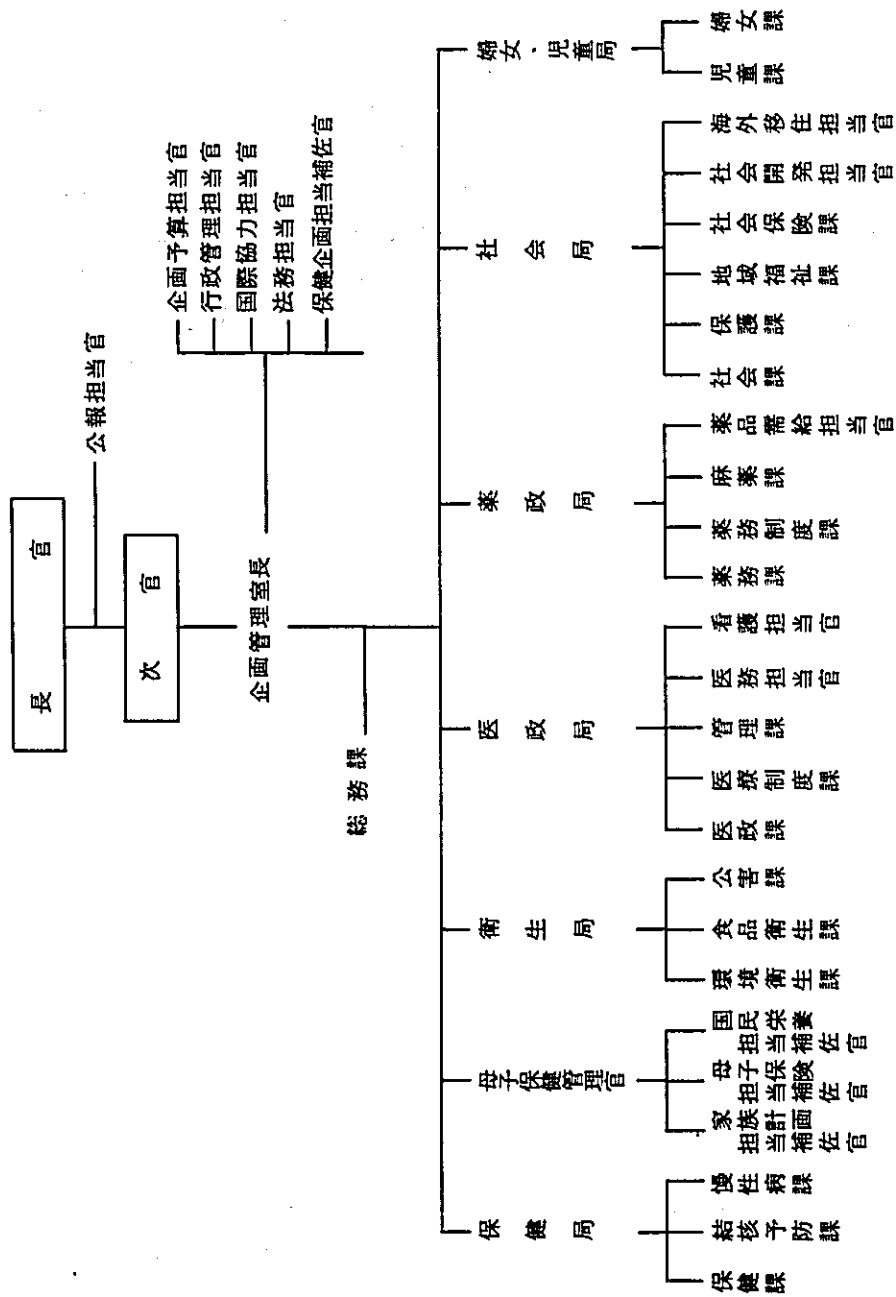 長官
公報担当官
次官
企画管理室長
企画予算担当官
行政管理担当官
国際協力担当官
法務担当官
保健企画担当補佐官
総務課
保健局
保健課
結核予防課
慢性病課
母子保健管理官
家族計画
担当補佐官
母子保険
担当補佐官
国民栄養
担当補佐官
衛生局
環境衛生課
食品衛生課
公害課
医政局
医政課
医療制度課
管理課
医務担当官
看護担当官
薬政局
薬務課
薬務制度課
麻薬課
薬品需給担当官
社会局
社会課
保護課
地域福祉課
社会保険課
社会開発担当官
海外移住担当官
婦女・児童局
児童課
婦女課